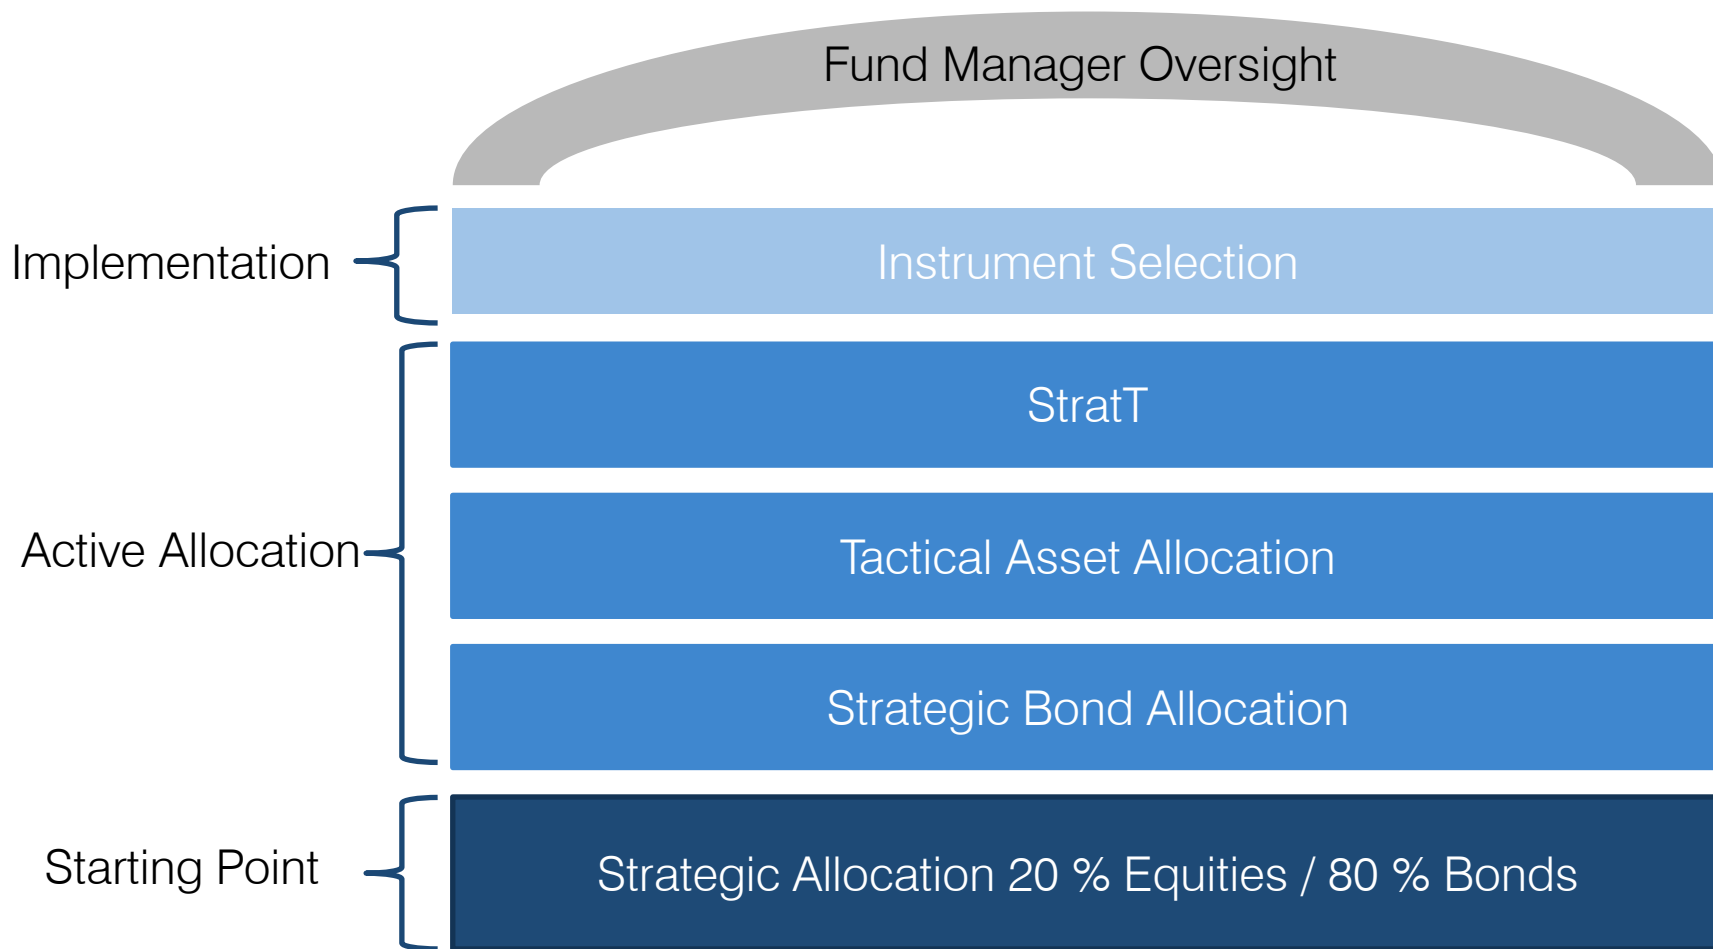 Fund Manager Oversight
Implementation
Instrument Selection
StratT
Active Allocation
Tactical Asset Allocation
Strategic Bond Allocation
Starting Point
Strategic Allocation 20 % Equities / 80 % Bonds